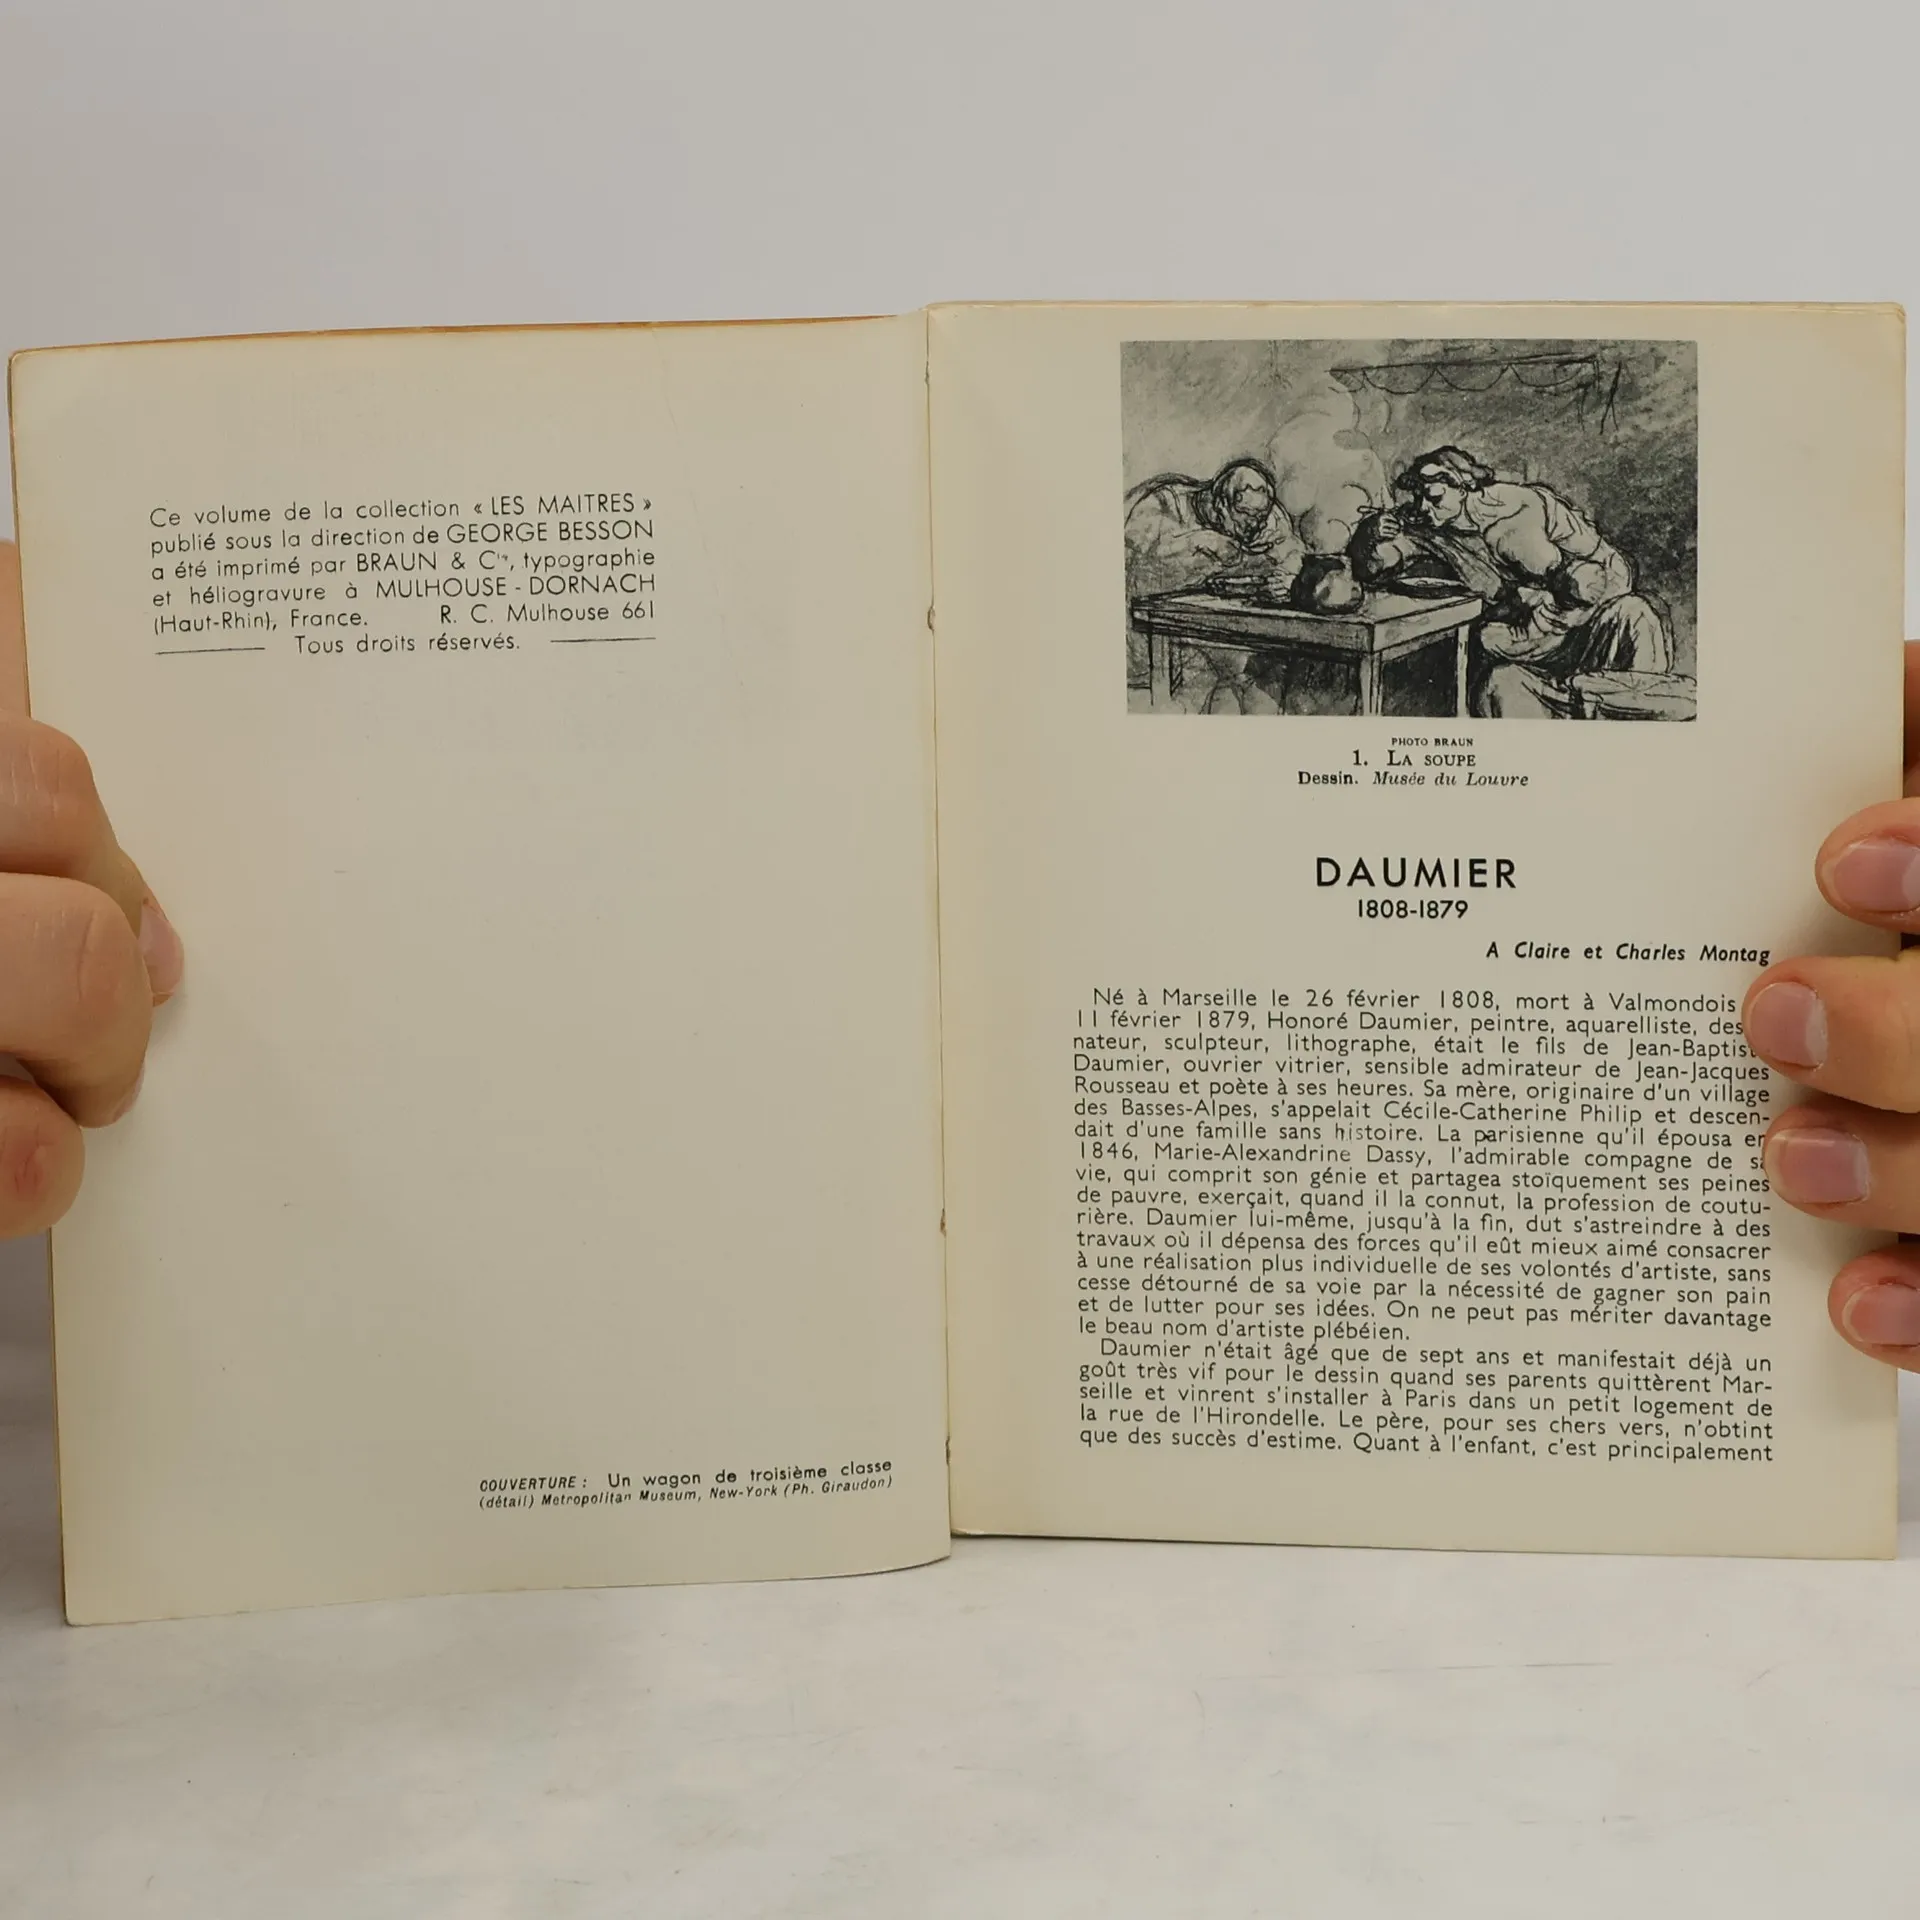 Ce volume de la collection « LES MAITRES »
publié sous la direction de GEORGE BESSON
a été imprimé par BRAUN & Cie, typographie
et héliogravure à MULHOUSE - DORNACH
(Haut-Rhin), France. R. C. Mulhouse 661
Tous droits réservés.
COUVERTURE : Un wagon de troisième classe
(détail) Metropolitan Museum, New-York (Ph. Giraudon)
PHOTO BRAUN
1. LA SOUPE
Dessin. Musée du Louvre
DAUMIER
1808-1879
A Claire et Charles Montag
Né à Marseille le 26 février 1808, mort à Valmondois
11 février 1879, Honoré Daumier, peintre, aquarelliste, des
nateur, sculpteur, lithographe, était le fils de Jean-Baptist
Daumier, ouvrier vitrier, sensible admirateur de Jean-Jacques
Rousseau et poète à ses heures. Sa mère, originaire d'un village
des Basses-Alpes, s'appelait Cécile-Catherine Philip et descen-
dait d'une famille sans histoire. La parisienne qu'il épousa en
1846, Marie-Alexandrine Dassy, l'admirable compagne de sa
vie, qui comprit son génie et partagea stoïquement ses peines
de pauvre, exerçait, quand il la connut, la profession de coutu-
rière. Daumier lui-même, jusqu'à la fin, dut s'astreindre à des
travaux où il dépensa des forces qu'il eût mieux aimé consacrer
à une réalisation plus individuelle de ses volontés d'artiste, sans
cesse détourné de sa voie par la nécessité de gagner son pain
et de lutter pour ses idées. On ne peut pas mériter davantage
le beau nom d'artiste plébéien.
Daumier n'était âgé que de sept ans et manifestait déjà un
goût très vif pour le dessin quand ses parents quittèrent Mar-
seille et vinrent s'installer à Paris dans un petit logement de
la rue de l'Hirondelle. Le père, pour ses chers vers, n'obtint
que des succès d'estime. Quant à l'enfant, c'est principalement